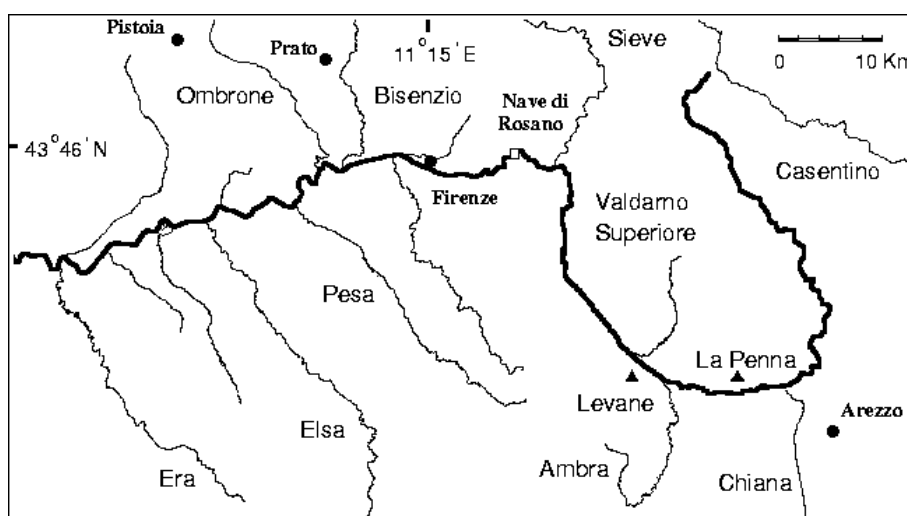 Pistoia
Prato
11°15'E
Sieve
0 10 Km
Ombrone
Bisenzio
Nave di
Rosano
43°46'N
Casentino
Firenze
Valdarno
Superiore
Pesa
La Penna
Levane
Arezzo
Elsa
Era
Ambra
Chiana